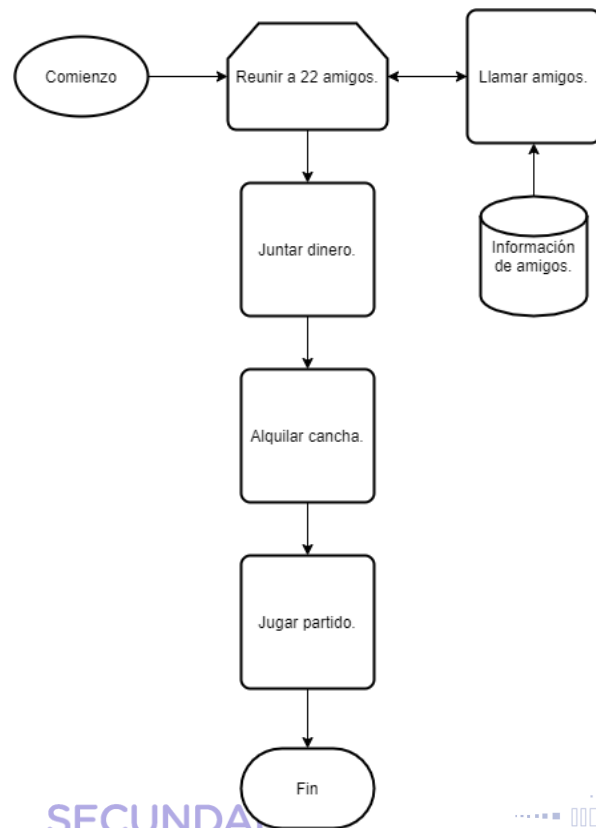 Comienzo
Reunir a 22 amigos.
Llamar amigos.
Información
de amigos.
Juntar dinero.
Alquilar cancha.
Jugar partido.
Fin